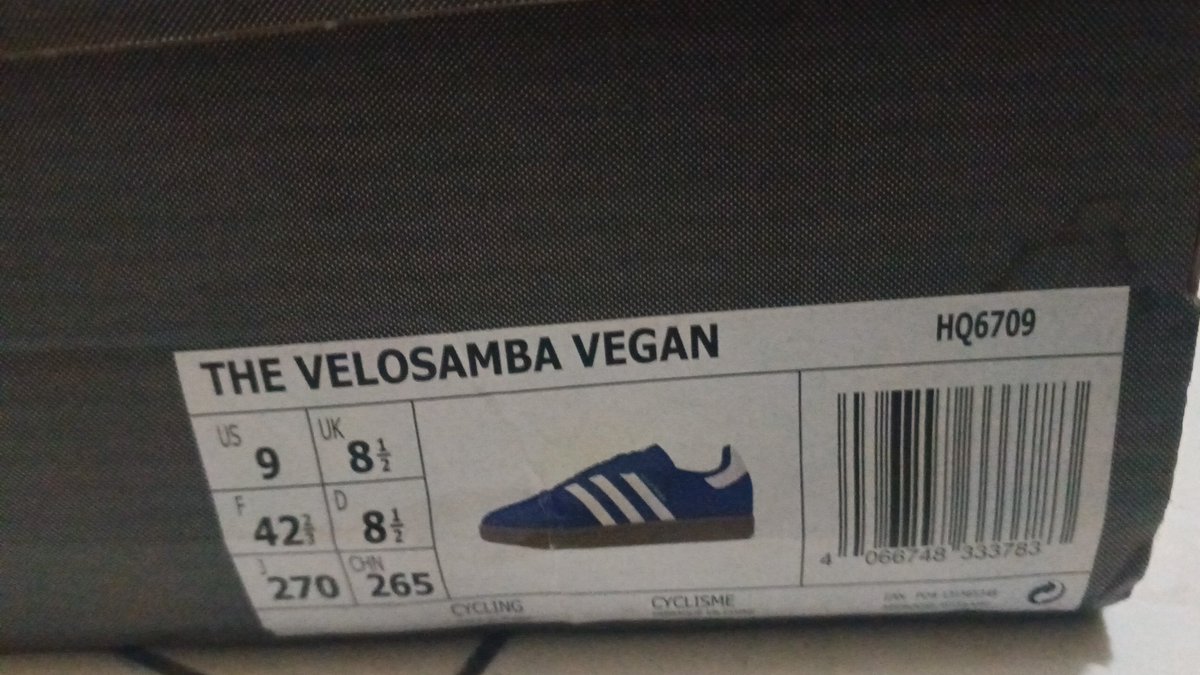 THE VELOSAMBA VEGAN
HQ6709
US 9
UK 8½
F 42⅔
D 8½
J 270
CHN 265
4 066748 333783
CYCLING
CYCLISME